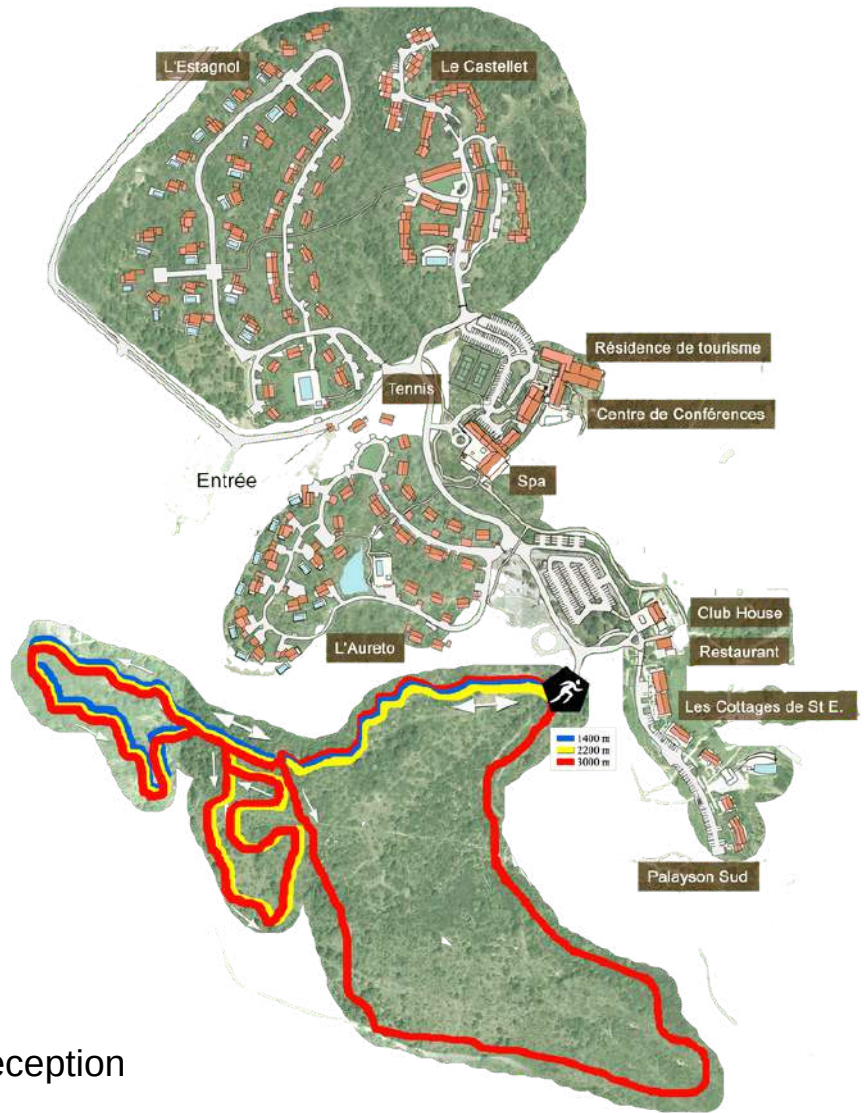 L'Estagnol
Le Castellet
Résidence de tourisme
Tennis
Centre de Conférences
Entrée
Spa
Club House
L'Aureto
Restaurant
Les Cottages de St E.
1400 m
2200 m
3000 m
Palayson Sud
eception